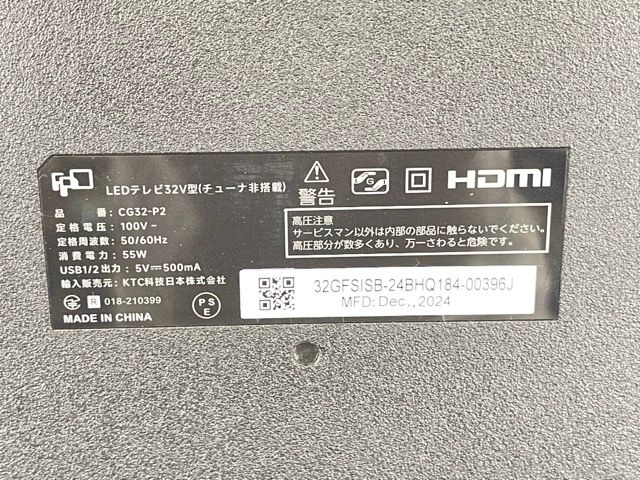 LEDテレビ32V型(チューナ非搭載)
品番: CG32-P2
定格電圧: 100V~
定格周波数: 50/60Hz
消費電力: 55W
USB1/2出力: 5V⎓500mA
輸入販売元: KTC科技日本株式会社
R 018-210399
PSE
MADE IN CHINA
警告
HDMI
高圧注意
サービスマン以外は内部の部品に触らないでください。
高圧部分が数多くあり、万一さわると危険です。
32GFSISB-24BHQ184-00396J
MFD: Dec., 2024